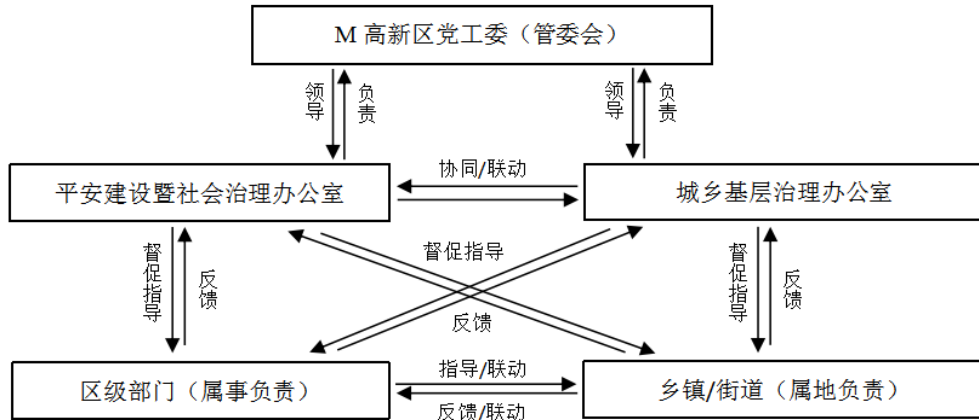 M 高新区党工委（管委会）
领导
负责
领导
负责
协同/联动
平安建设暨社会治理办公室
城乡基层治理办公室
督促指导
反馈
督促指导
反馈
督促指导
反馈
指导/联动
区级部门（属事负责）
乡镇/街道（属地负责）
反馈/联动